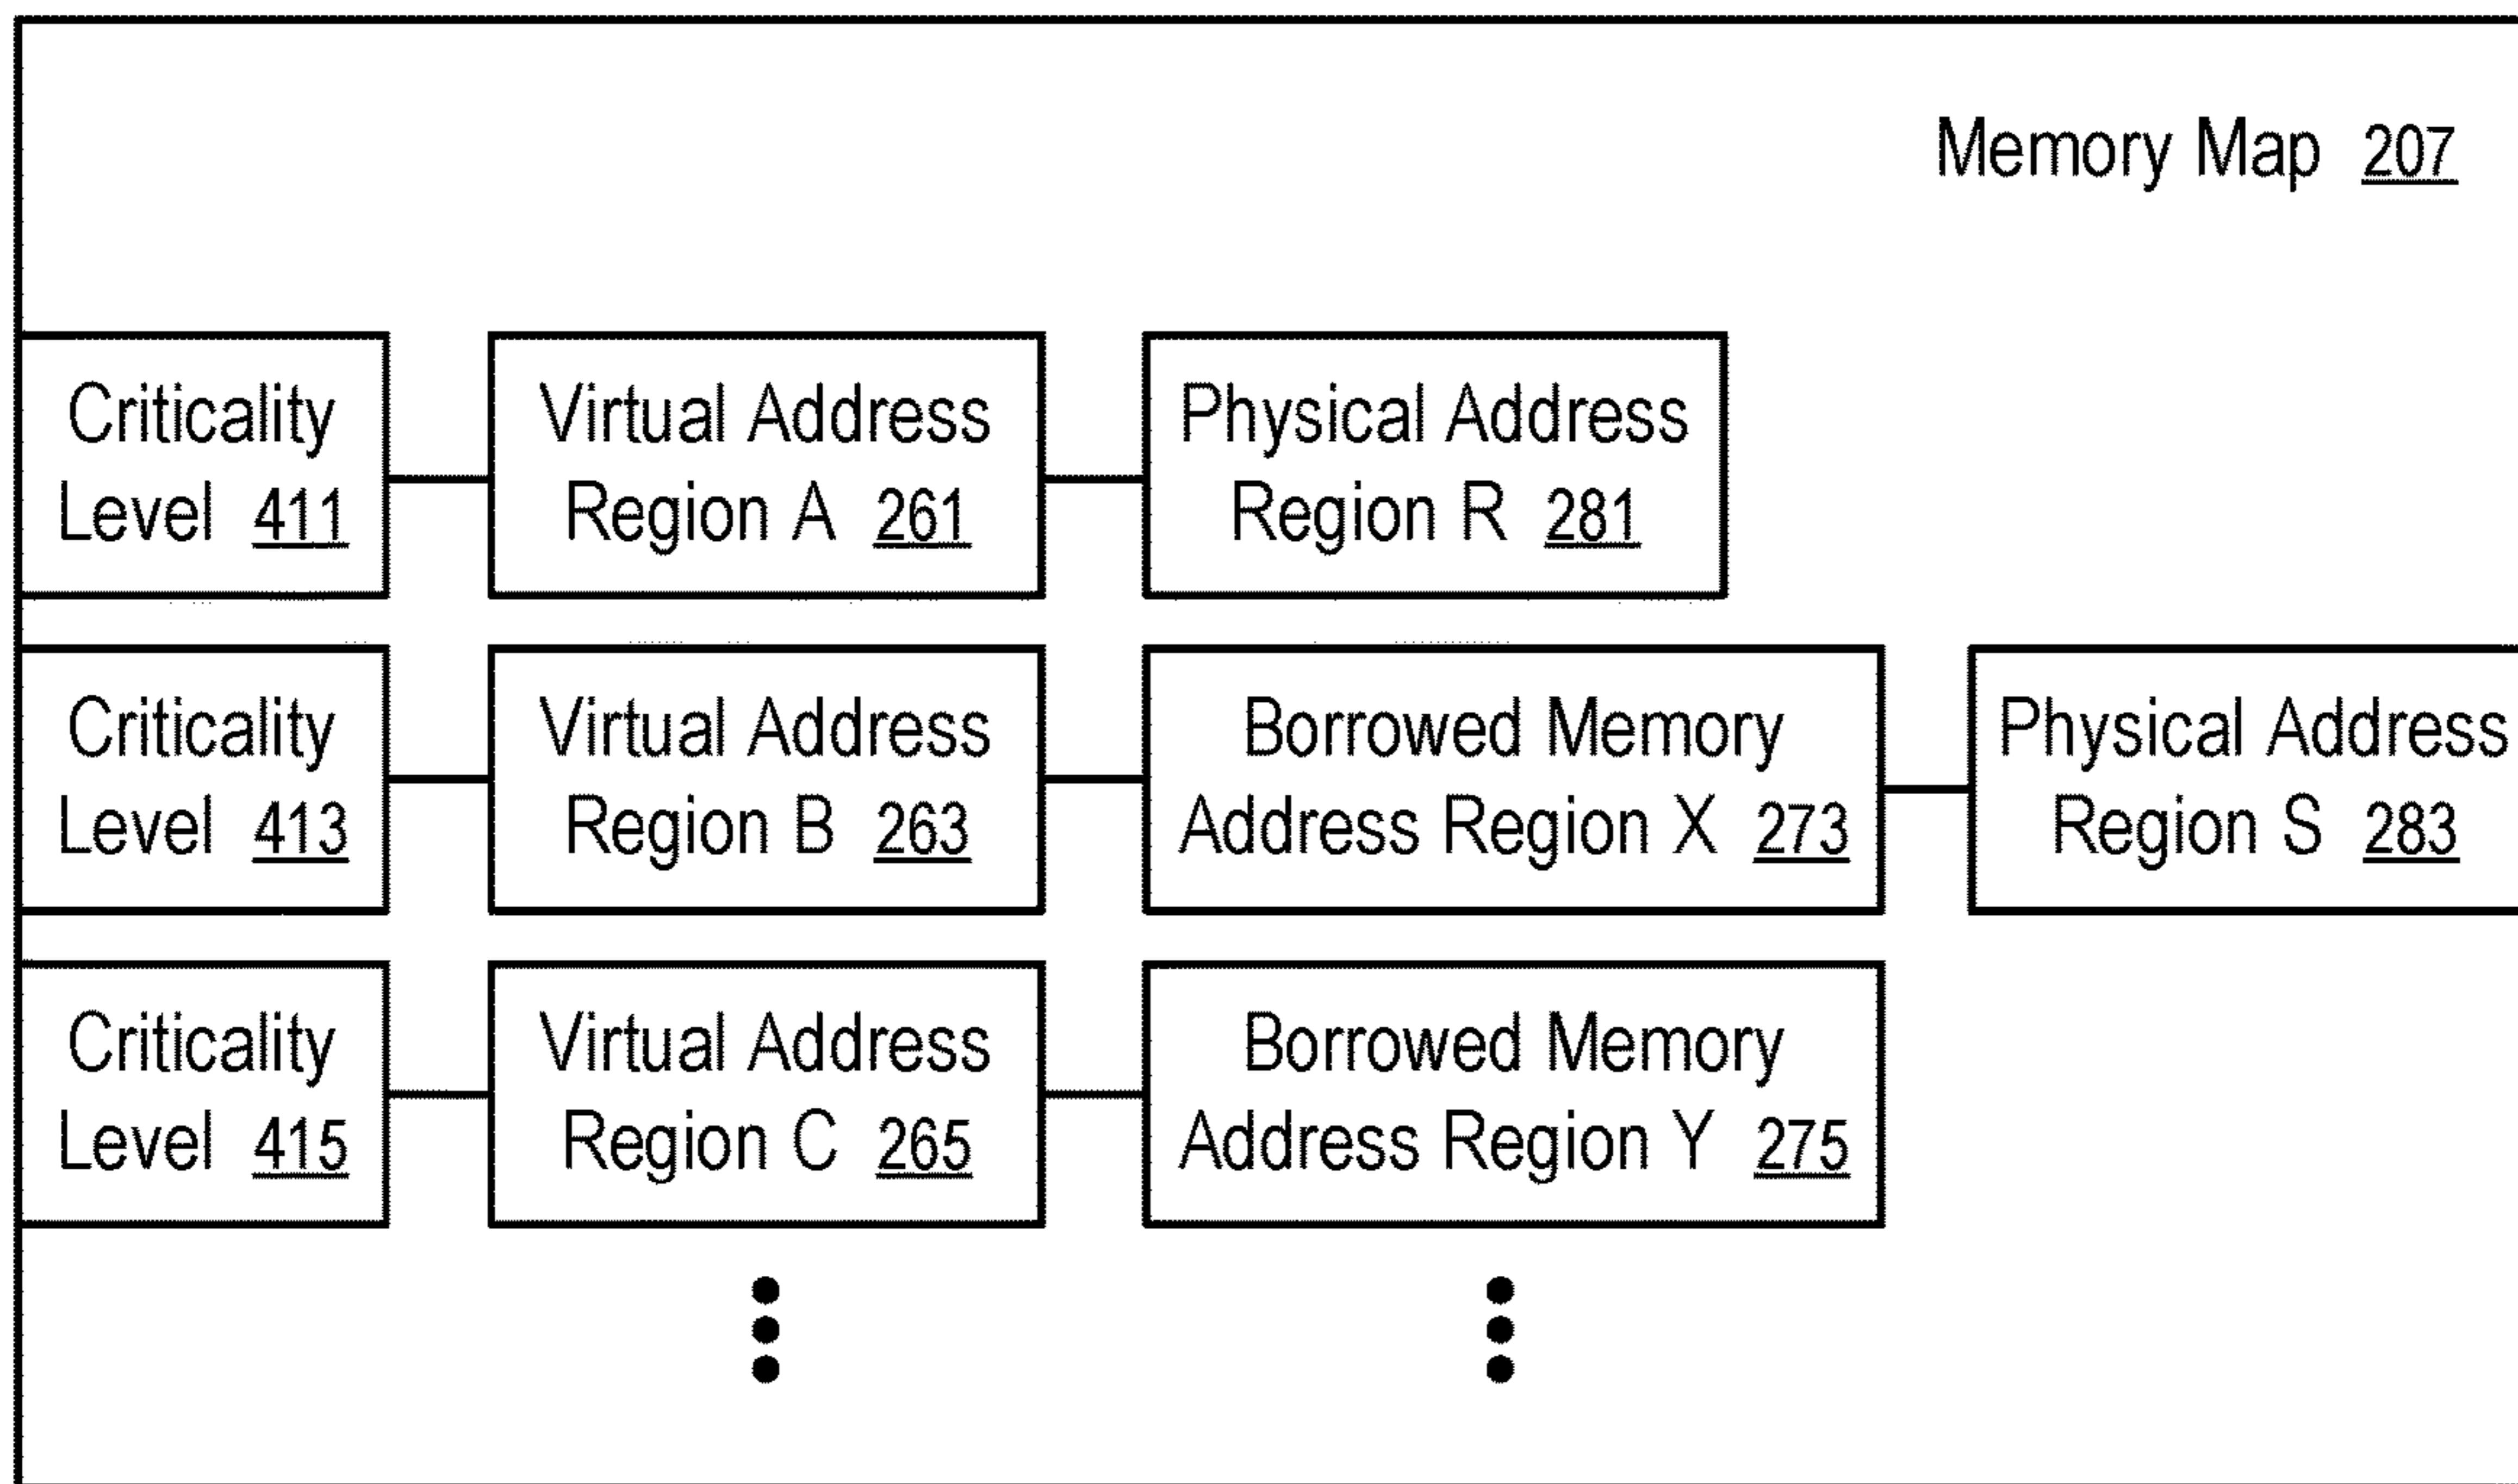 Memory Map 207
Criticality
Level 411
Virtual Address
Region A 261
Physical Address
Region R 281
Criticality
Level 413
Virtual Address
Region B 263
Borrowed Memory
Address Region X 273
Physical Address
Region S 283
Criticality
Level 415
Virtual Address
Region C 265
Borrowed Memory
Address Region Y 275